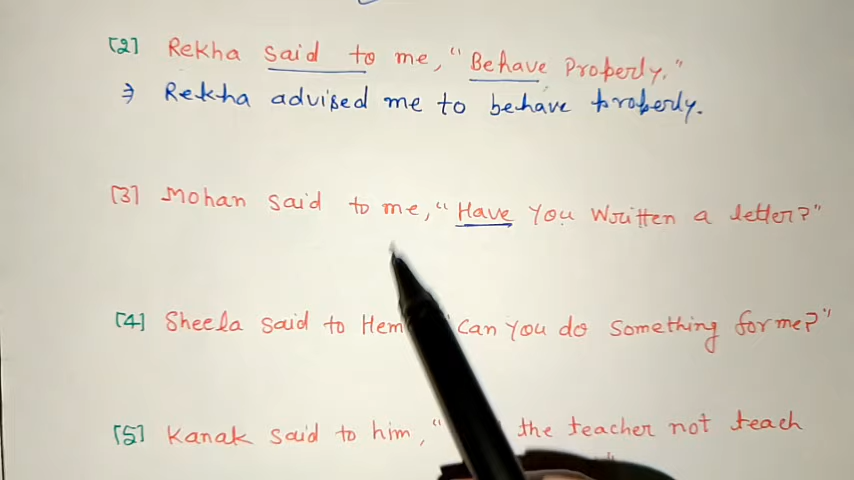 [2] Rekha said to me, "Behave Properly."
⇒ Rekha advised me to behave properly.
[3] Mohan said to me, "Have You Written a letter?"
[4] Sheela said to Hem "Can You do something for me?"
[5] Kanak said to him, " the teacher not teach